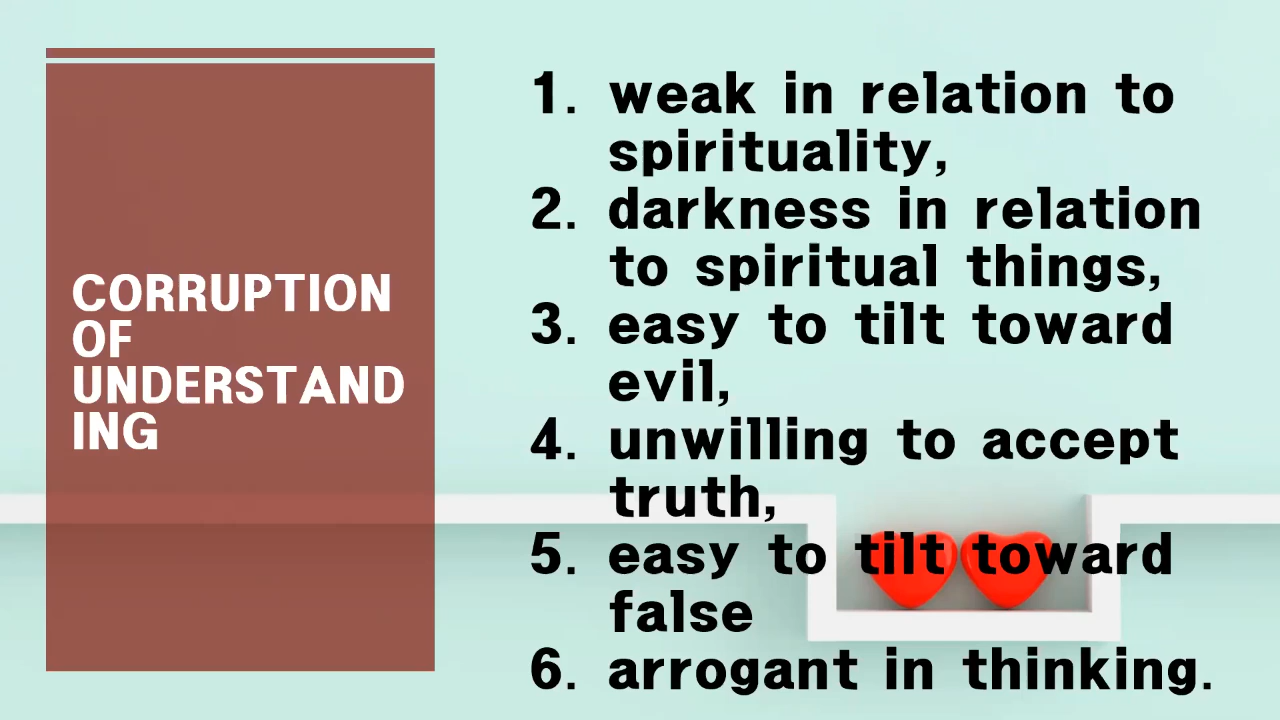 CORRUPTION
OF
UNDERSTAND
ING
1. weak in relation to
spirituality,
2. darkness in relation
to spiritual things,
3. easy to tilt toward
evil,
4. unwilling to accept
truth,
5. easy to tilt toward
false
6. arrogant in thinking.